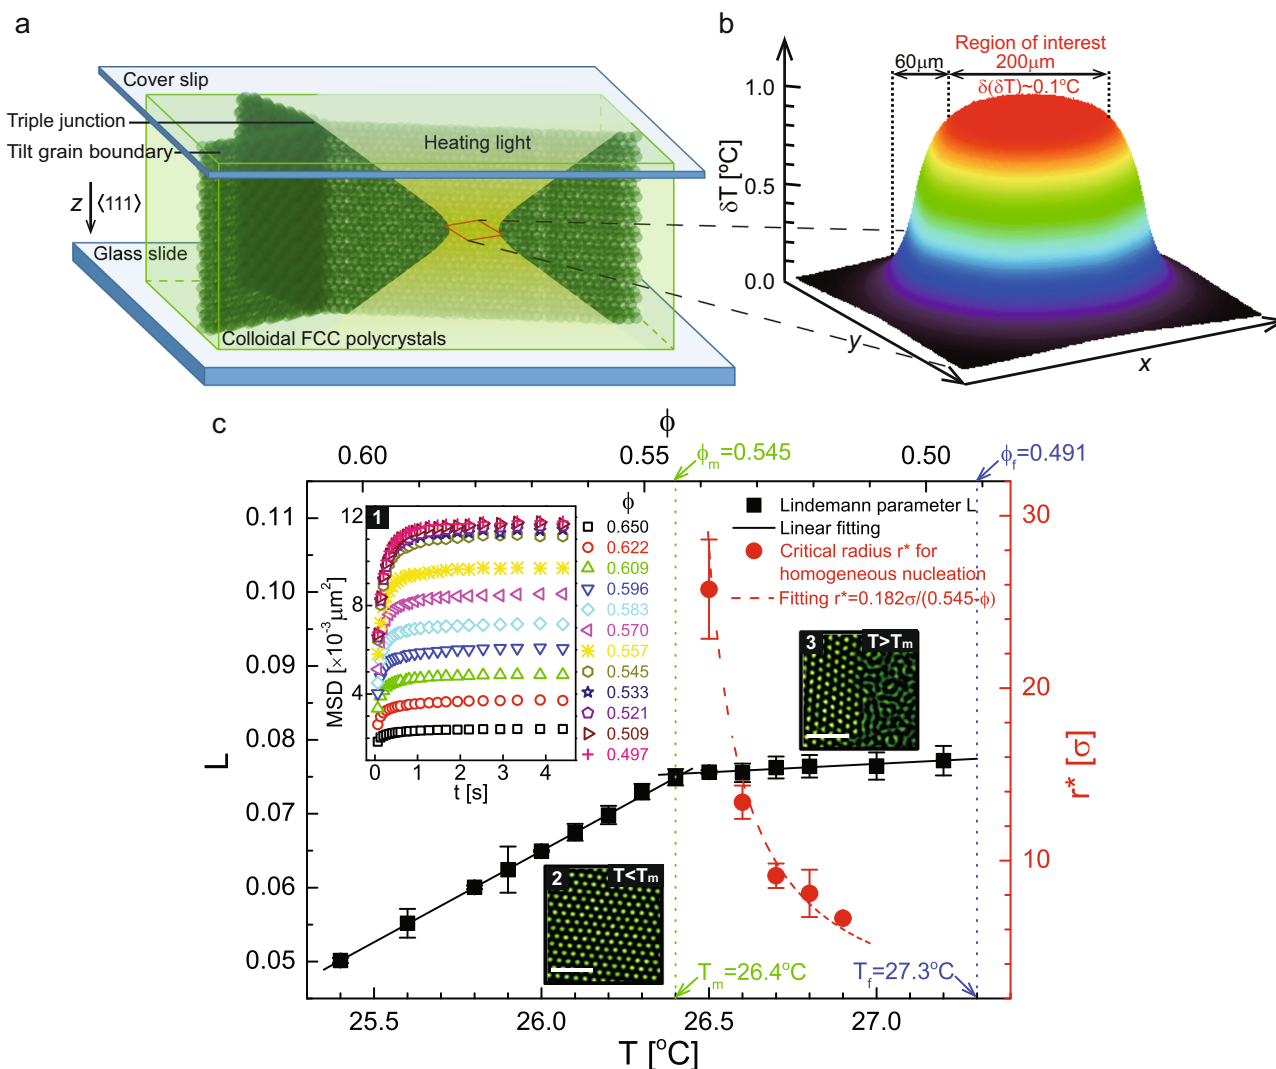 a
Cover slip
Triple junction
Tilt grain boundary
Heating light
z ⟨111⟩
Glass slide
Colloidal FCC polycrystals
b
Region of interest
60μm 200μm
δ(δT)~0.1°C
δT [°C]
1.0
0.5
0.0
y
x
c
ϕ
0.60 0.55 0.50
ϕm=0.545
ϕf=0.491
L
0.11
0.10
0.09
0.08
0.07
0.06
0.05
1
MSD [×10⁻³μm²]
12
8
4
0 1 2 3 4
t [s]
ϕ
0.650
0.622
0.609
0.596
0.583
0.570
0.557
0.545
0.533
0.521
0.509
0.497
Lindemann parameter L
Linear fitting
Critical radius r* for
homogeneous nucleation
Fitting r*=0.182σ/(0.545-ϕ)
3 T>Tm
2 T<Tm
Tm=26.4°C
Tf=27.3°C
30
20
10
r* [σ]
25.5 26.0 26.5 27.0
T [°C]